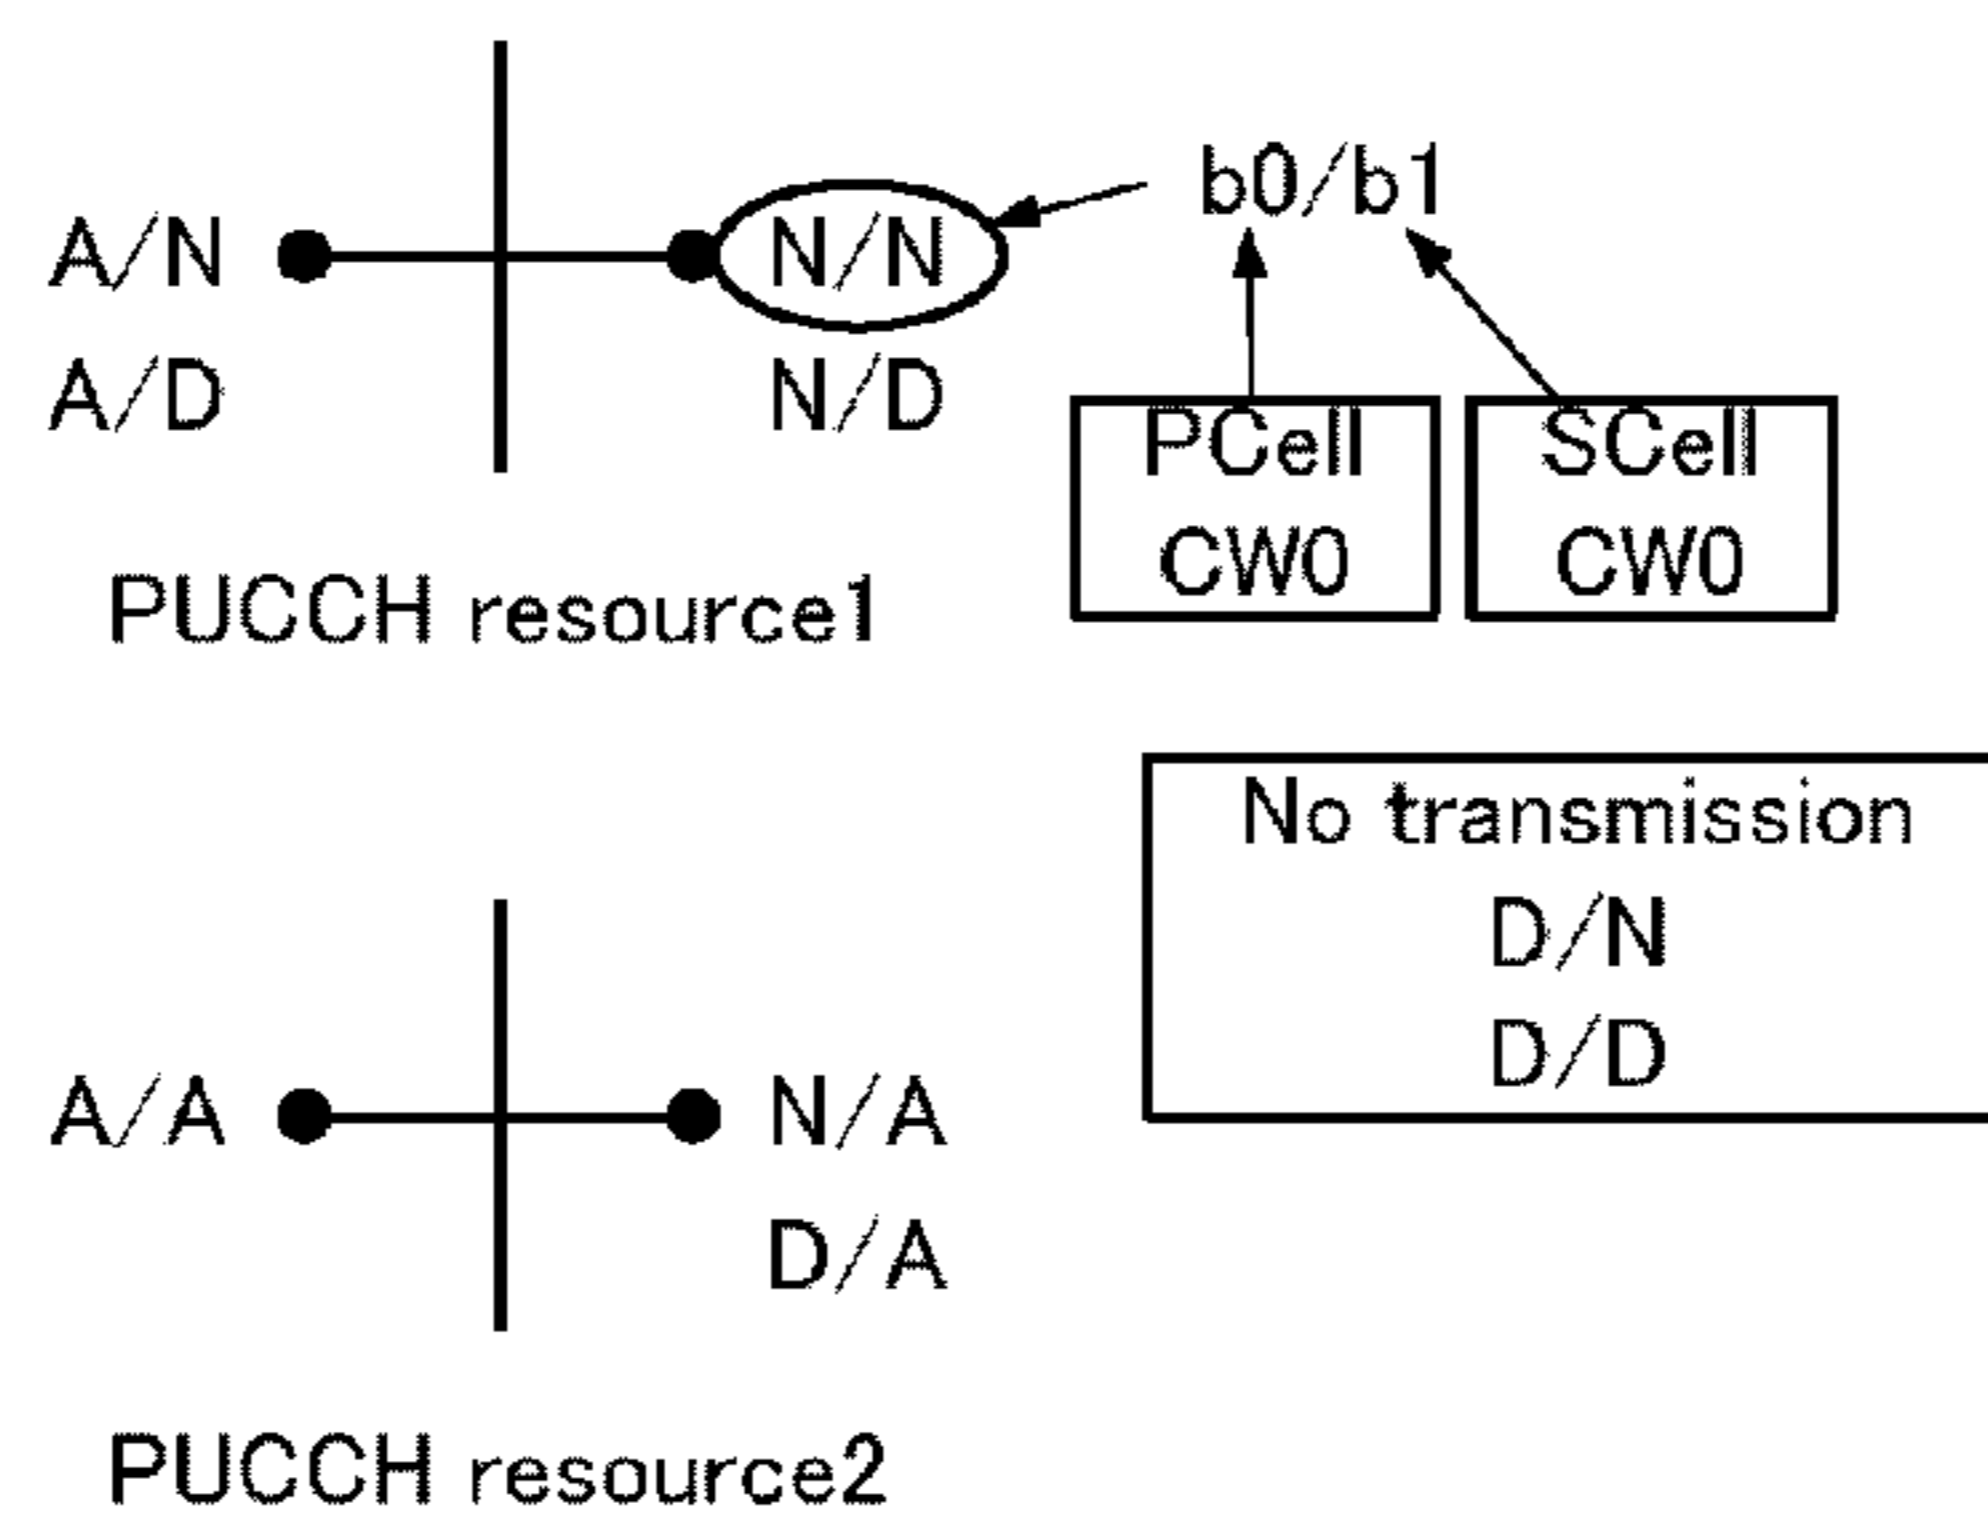 b0/b1
A/N
N/N
A/D
N/D
PCell
CW0
SCell
CW0
PUCCH resource1
No transmission
D/N
D/D
A/A
N/A
D/A
PUCCH resource2